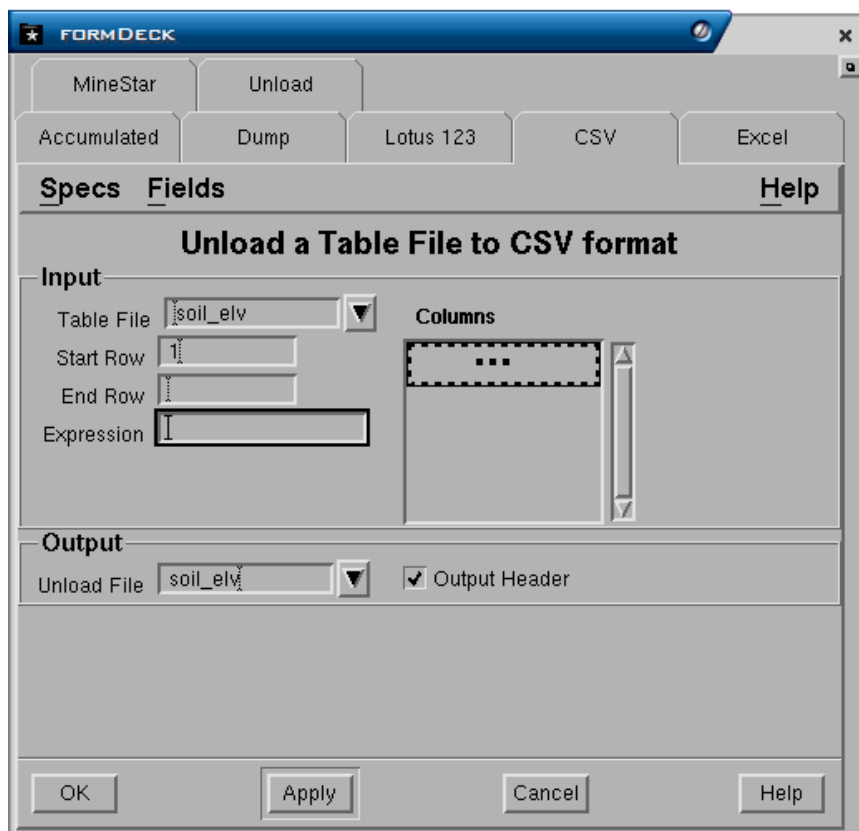 FORMDECK
MineStar Unload
Accumulated Dump Lotus 123 CSV Excel
Specs Fields Help
Unload a Table File to CSV format
Input
Table File soil_elv Columns
Start Row 1 ...
End Row
Expression
Output
Unload File soil_elv Output Header
OK Apply Cancel Help